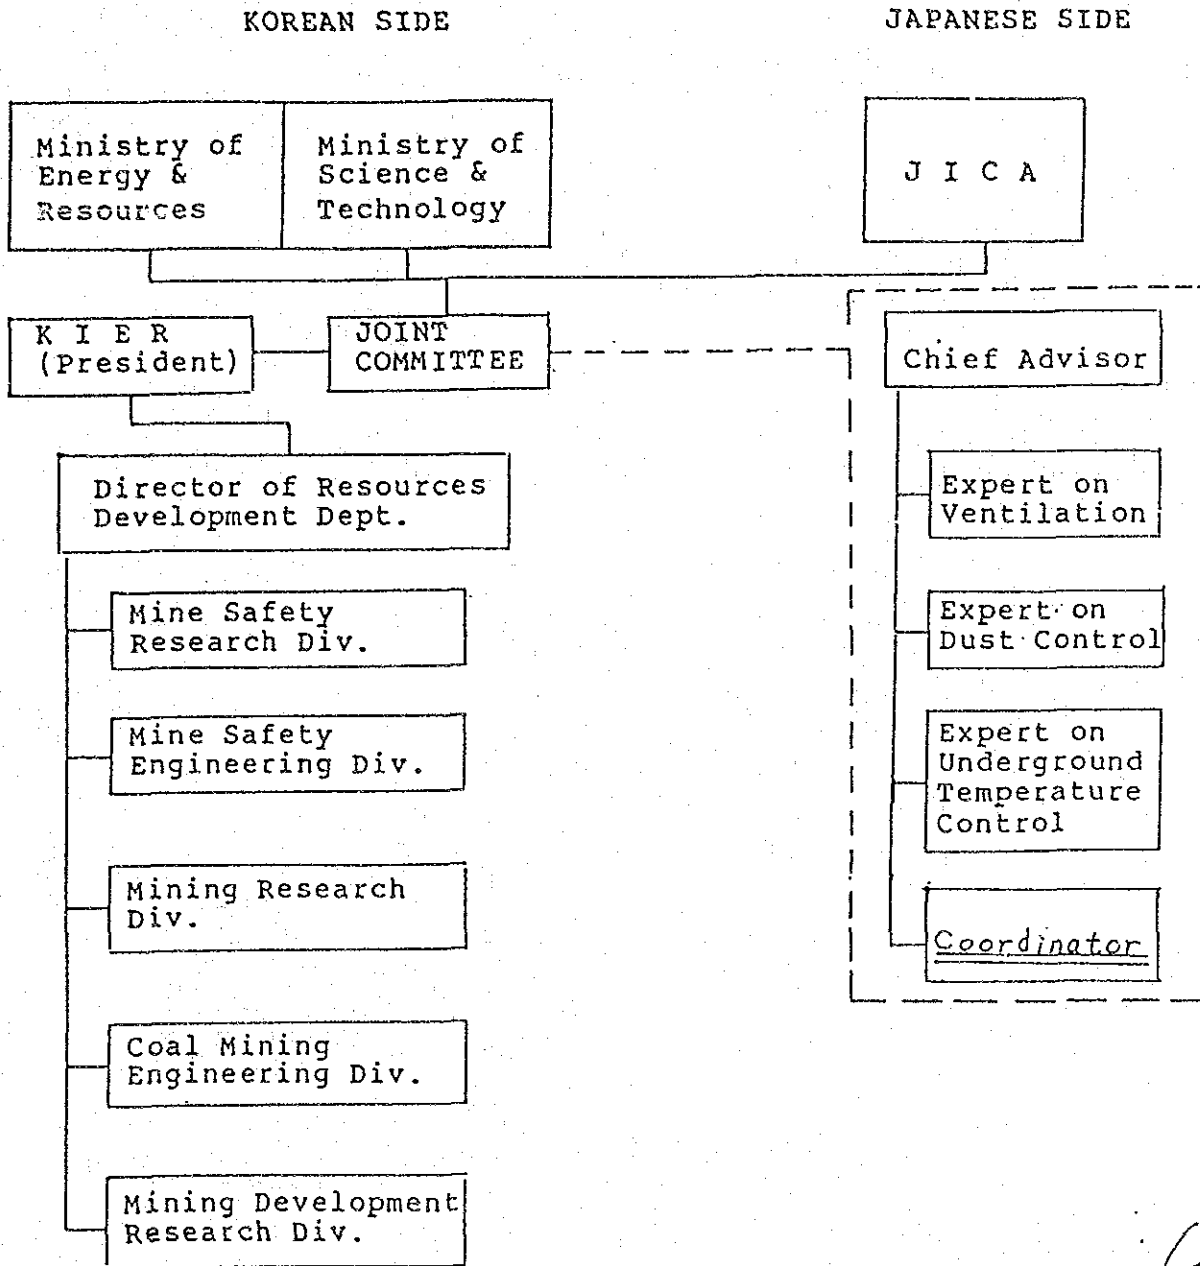 KOREAN SIDE
JAPANESE SIDE
Ministry of
Energy &
Resources
Ministry of
Science &
Technology
J I C A
K I E R
(President)
JOINT
COMMITTEE
Chief Advisor
Director of Resources
Development Dept.
Expert on
Ventilation
Mine Safety
Research Div.
Expert on
Dust Control
Mine Safety
Engineering Div.
Expert on
Underground
Temperature
Control
Mining Research
Div.
Coordinator
Coal Mining
Engineering Div.
Mining Development
Research Div.